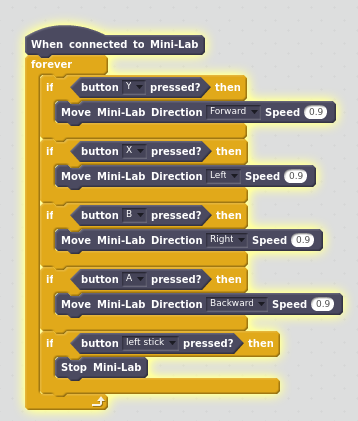 When connected to Mini-Lab
forever
if button Y pressed? then
Move Mini-Lab Direction Forward Speed 0.9
if button X pressed? then
Move Mini-Lab Direction Left Speed 0.9
if button B pressed? then
Move Mini-Lab Direction Right Speed 0.9
if button A pressed? then
Move Mini-Lab Direction Backward Speed 0.9
if button left stick pressed? then
Stop Mini-Lab